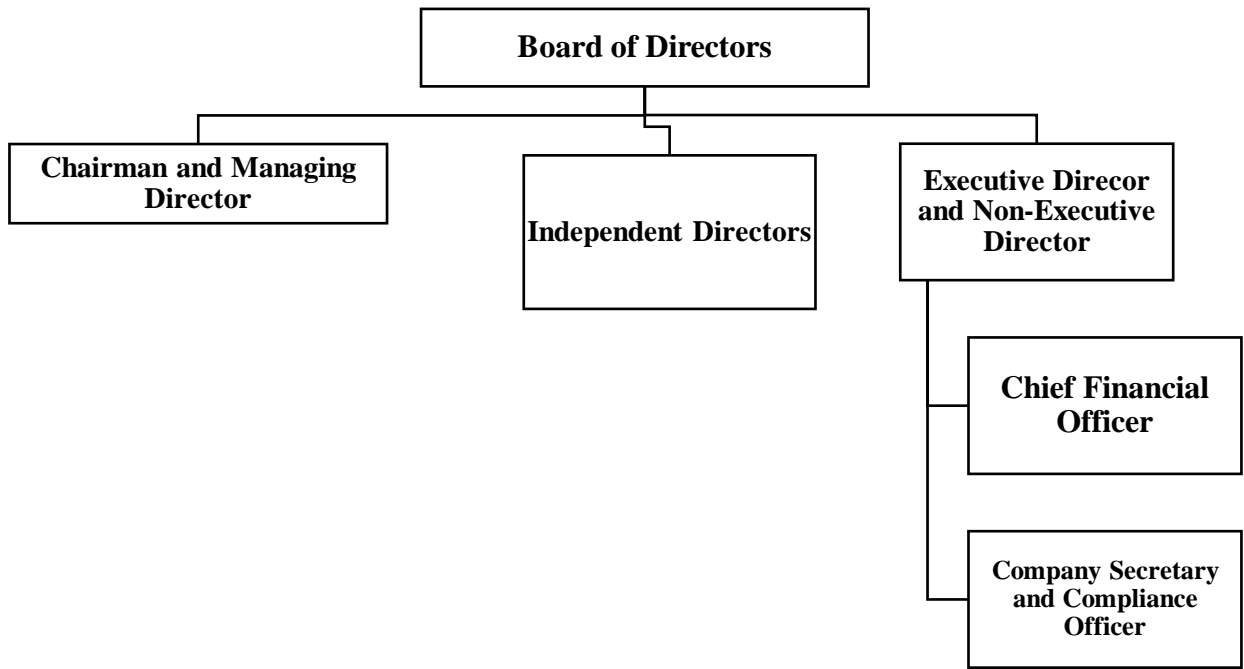 Board of Directors
Chairman and Managing
Director
Independent Directors
Executive Direcor
and Non-Executive
Director
Chief Financial
Officer
Company Secretary
and Compliance
Officer